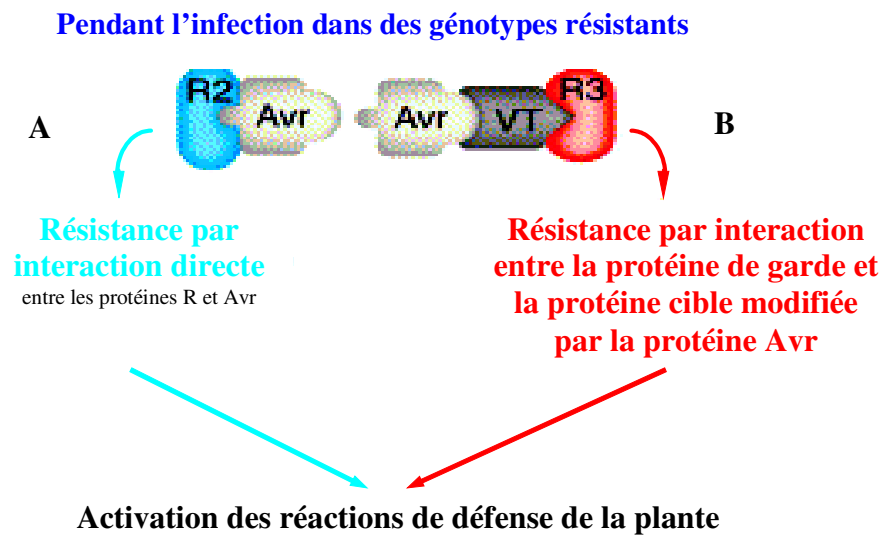 Pendant l’infection dans des génotypes résistants
R2
Avr
Avr
VT
R3
A
B
Résistance par
interaction directe
entre les protéines R et Avr
Résistance par interaction
entre la protéine de garde et
la protéine cible modifiée
par la protéine Avr
Activation des réactions de défense de la plante